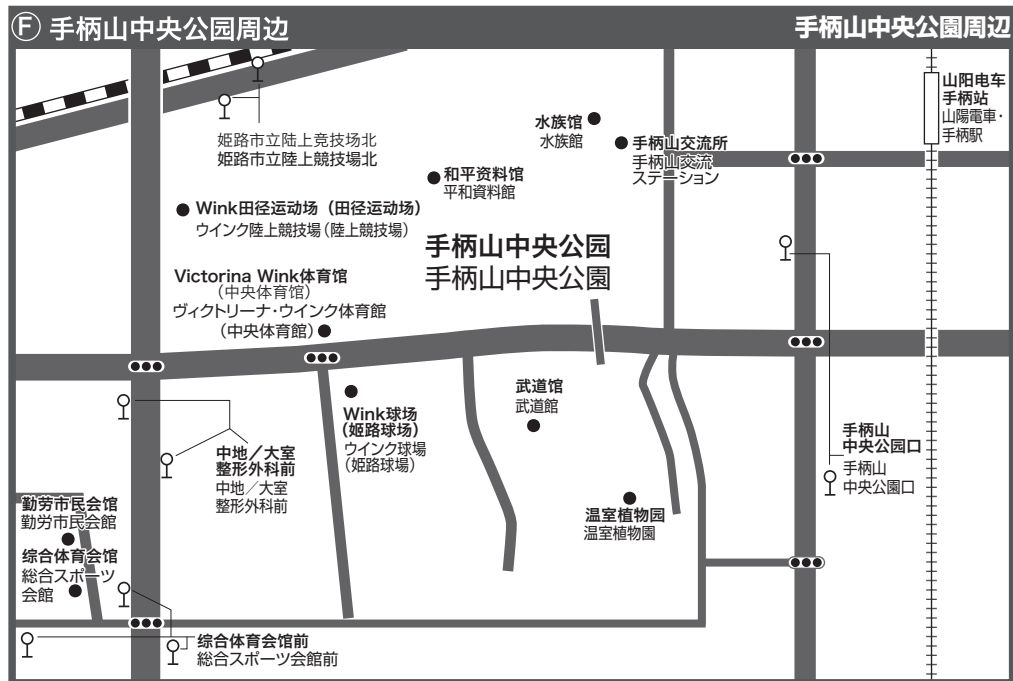 Ⓕ 手柄山中央公园周边
手柄山中央公園周辺
山阳电车
手柄站
山陽電車・
手柄駅
姫路市立陆上竞技场北
姫路市立陸上競技場北
水族馆
水族館
手柄山交流所
手柄山交流
ステーション
和平资料馆
平和資料館
Wink田径运动场（田径运动场）
ウインク陸上競技場（陸上競技場）
手柄山中央公园
手柄山中央公園
Victorina Wink体育馆
（中央体育馆）
ヴィクトリーナ・ウインク体育館
（中央体育館）
武道馆
武道館
Wink球场
（姫路球场）
ウインク球場
（姫路球場）
中地／大室
整形外科前
中地／大室
整形外科前
手柄山
中央公园口
手柄山
中央公園口
勤劳市民会馆
勤労市民会館
综合体育会馆
総合スポーツ
会館
温室植物园
温室植物園
综合体育会馆前
総合スポーツ会館前